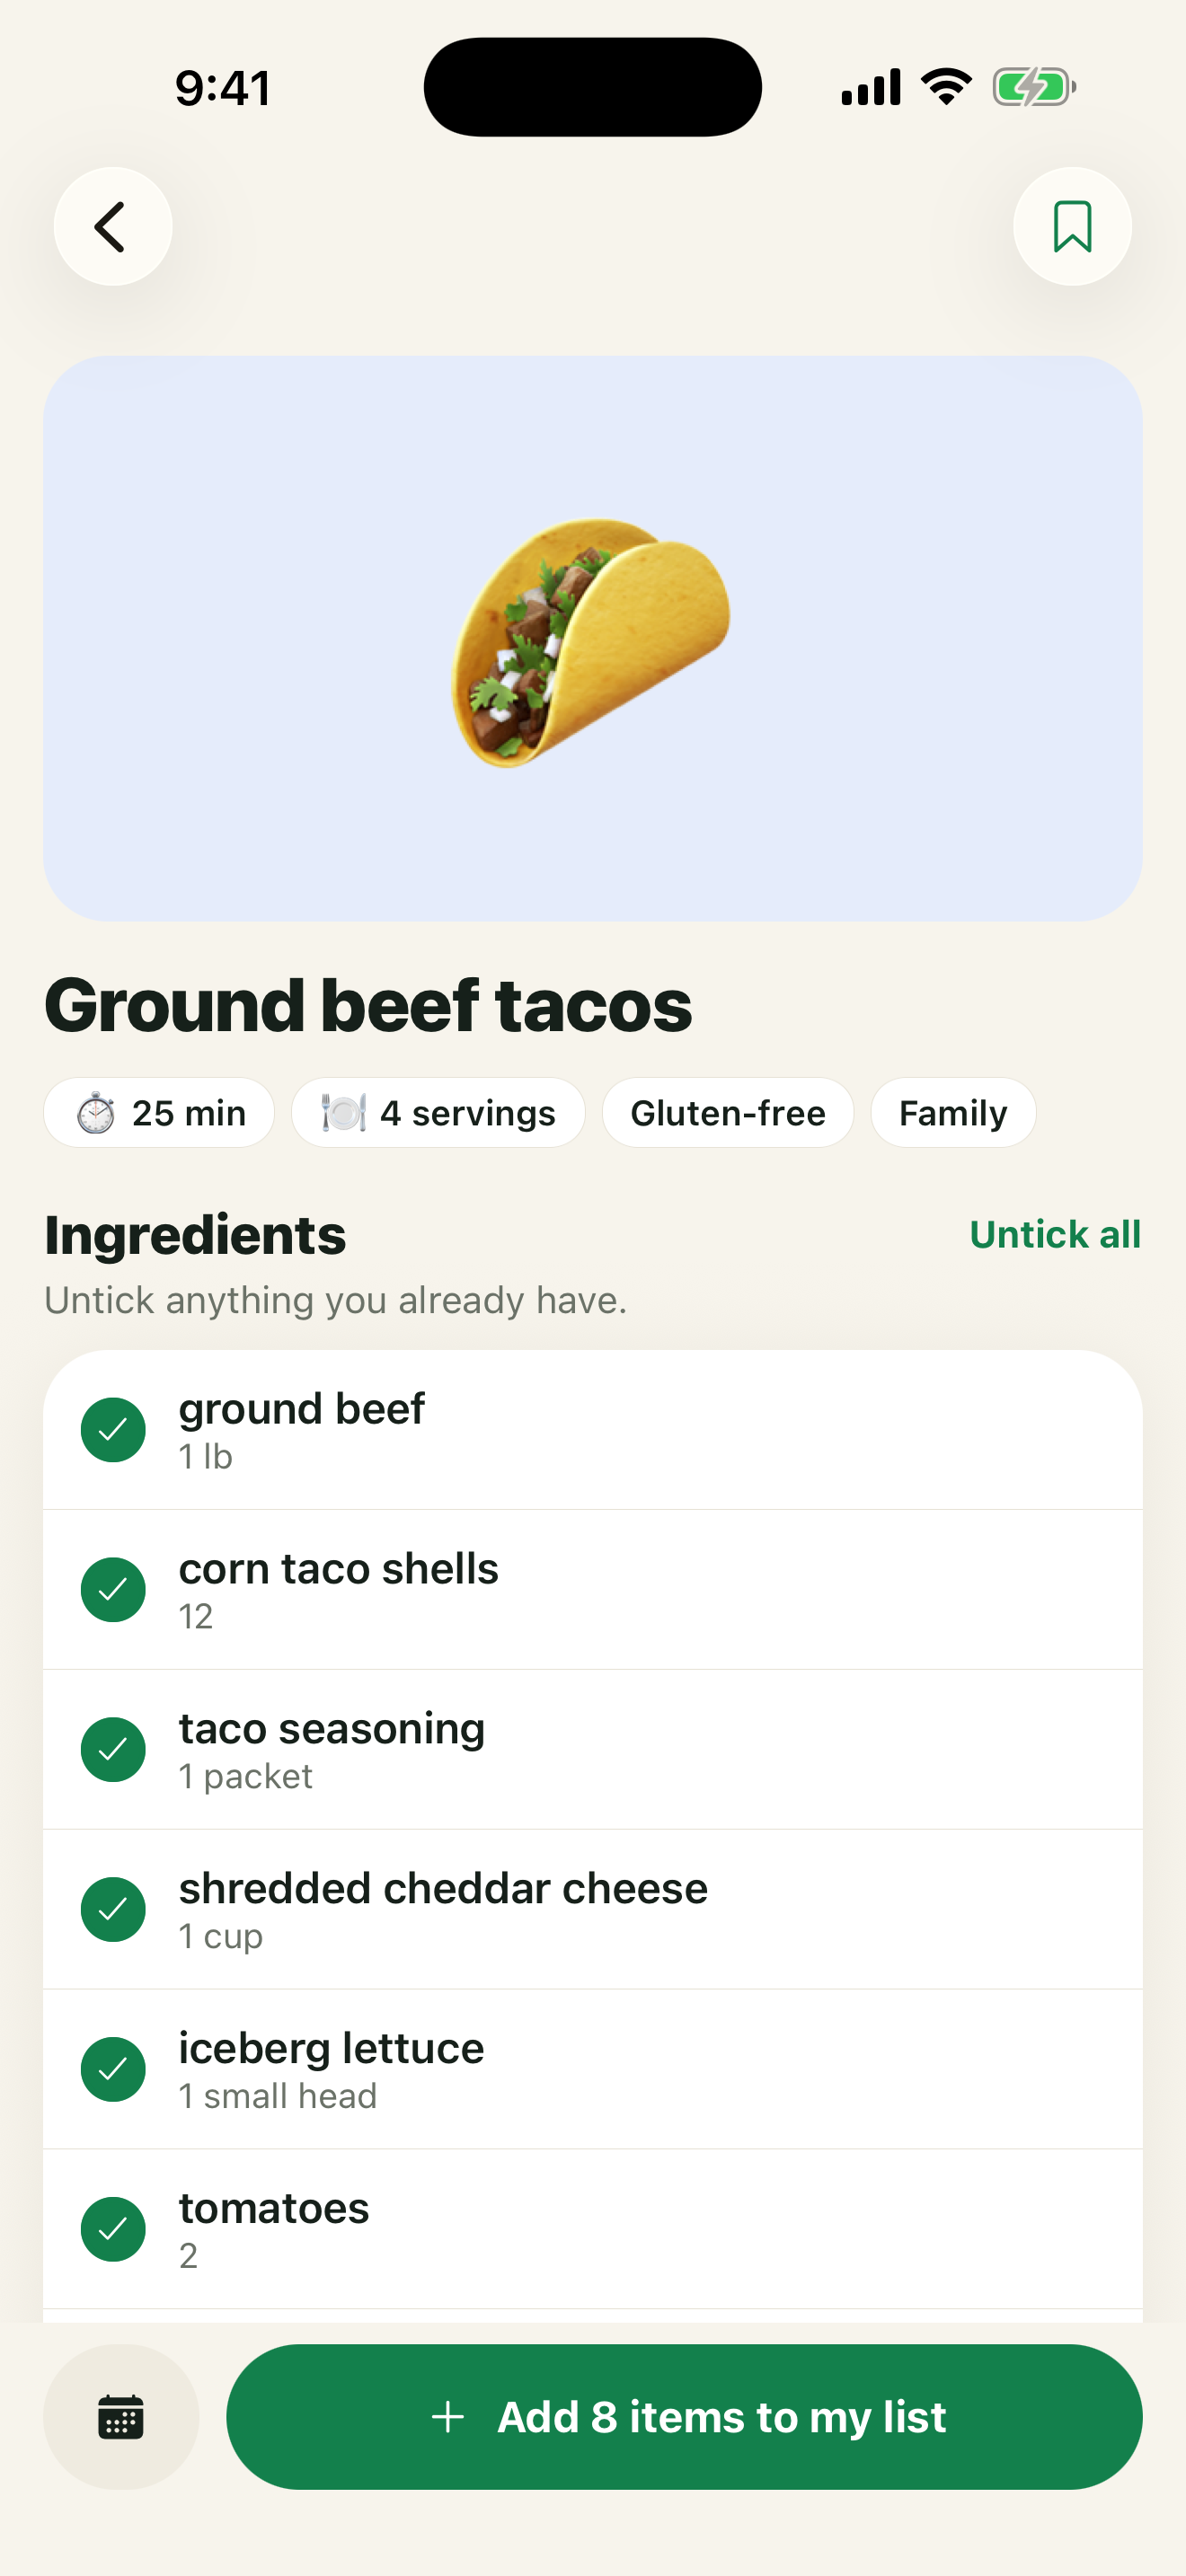 9:41
Ground beef tacos
25 min
4 servings
Gluten-free
Family
Ingredients
Untick all
Untick anything you already have.
ground beef
1 lb
corn taco shells
12
taco seasoning
1 packet
shredded cheddar cheese
1 cup
iceberg lettuce
1 small head
tomatoes
2
+ Add 8 items to my list